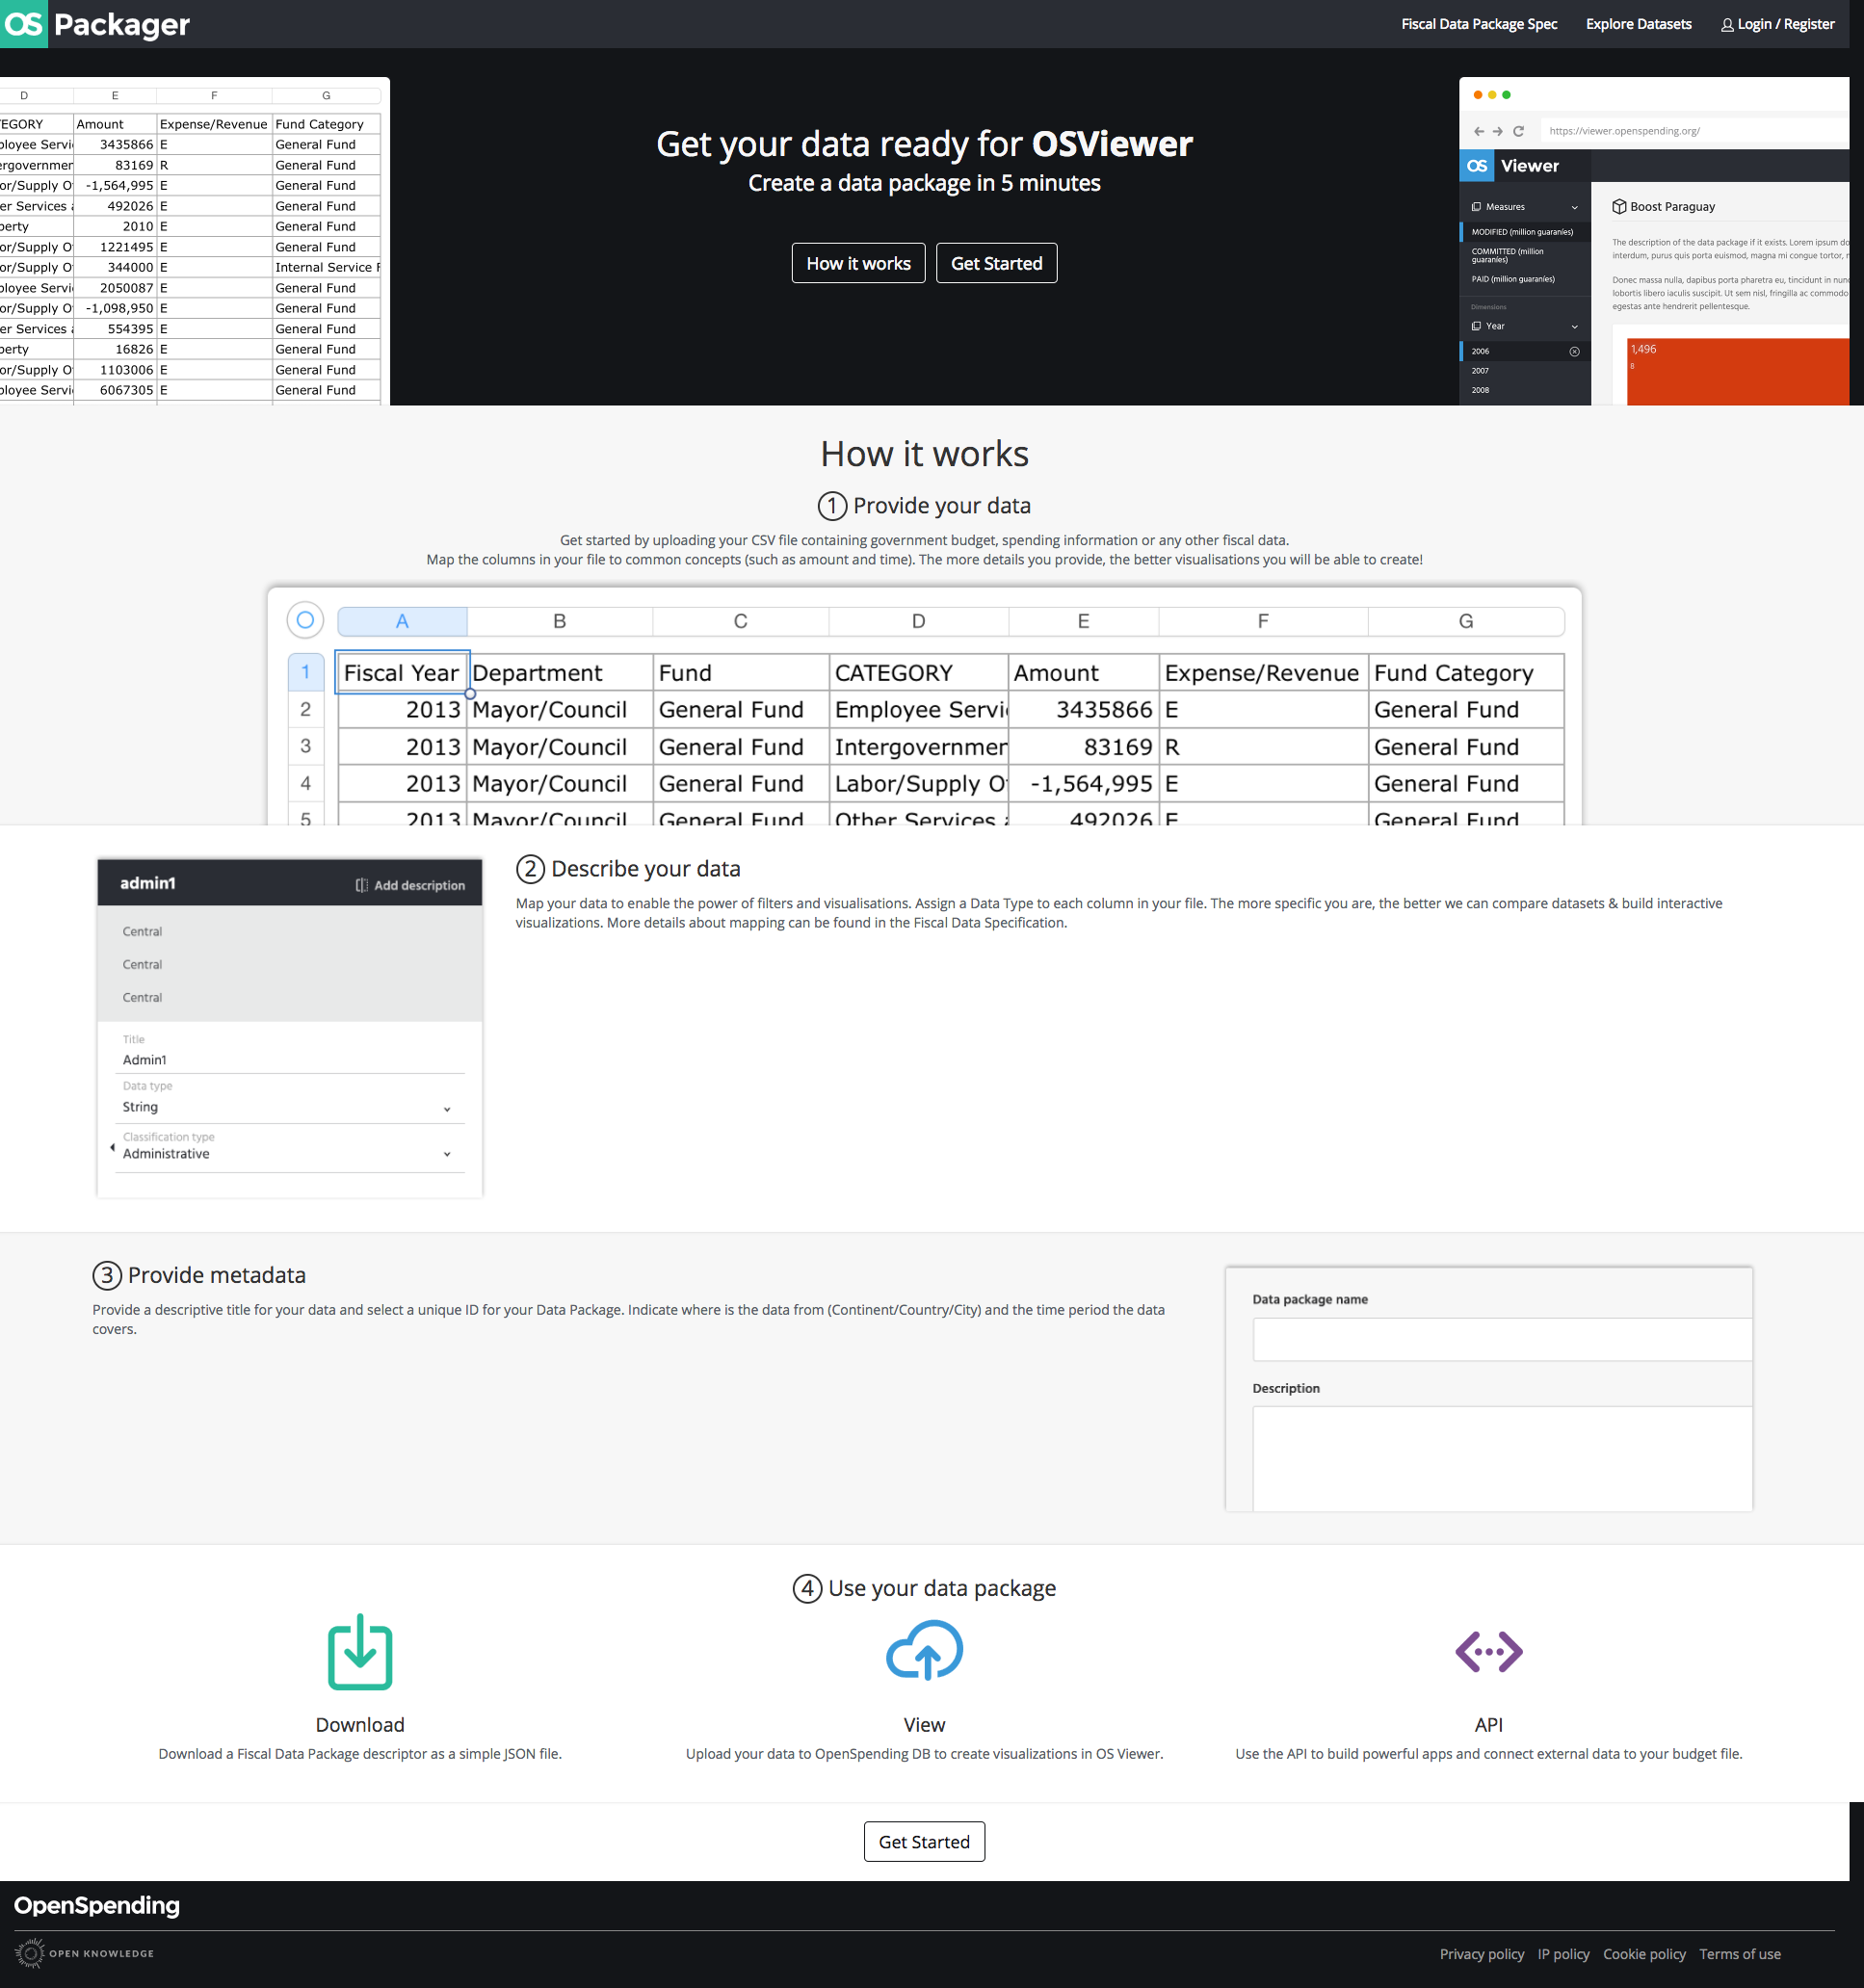 OS Packager
Fiscal Data Package Spec Explore Datasets Login / Register
D E F G
EGORY Amount Expense/Revenue Fund Category
ployee Servi 3435866 E General Fund
ergovernmer 83169 R General Fund
or/Supply O -1,564,995 E General Fund
er Services 492026 E General Fund
perty 2010 E General Fund
or/Supply O 1221495 E General Fund
or/Supply O 344000 E Internal Service F
ployee Servi 2050087 E General Fund
or/Supply O -1,098,950 E General Fund
er Services 554395 E General Fund
perty 16826 E General Fund
or/Supply O 1103006 E General Fund
ployee Servi 6067305 E General Fund
Get your data ready for OSViewer
Create a data package in 5 minutes
How it works Get Started
https://viewer.openspending.org/
OS Viewer
Measures
MODIFIED (million guaraníes)
COMMITTED (million
guaraníes)
PAID (million guaraníes)
Dimensions
Year
2006
2007
2008
Boost Paraguay
The description of the data package if it exists. Lorem ipsum do
interdum, purus quis porta euismod, magna mi congue tortor, r
Donec massa nulla, dapibus porta pharetra eu, tincidunt in nunc
lobortis libero iaculis suscipit. Ut sem nisl, fringilla ac commodo
egestas ante hendrerit pellentesque.
1,496
8
How it works
1 Provide your data
Get started by uploading your CSV file containing government budget, spending information or any other fiscal data.
Map the columns in your file to common concepts (such as amount and time). The more details you provide, the better visualisations you will be able to create!
A B C D E F G
1 Fiscal Year Department Fund CATEGORY Amount Expense/Revenue Fund Category
2 2013 Mayor/Council General Fund Employee Servi 3435866 E General Fund
3 2013 Mayor/Council General Fund Intergovernmer 83169 R General Fund
4 2013 Mayor/Council General Fund Labor/Supply O -1,564,995 E General Fund
5 2013 Mayor/Council General Fund Other Services 492026 E General Fund
admin1 Add description
Central
Central
Central
Title
Admin1
Data type
String
Classification type
Administrative
2 Describe your data
Map your data to enable the power of filters and visualisations. Assign a Data Type to each column in your file. The more specific you are, the better we can compare datasets & build interactive
visualizations. More details about mapping can be found in the Fiscal Data Specification.
3 Provide metadata
Provide a descriptive title for your data and select a unique ID for your Data Package. Indicate where is the data from (Continent/Country/City) and the time period the data
covers.
Data package name
Description
4 Use your data package
Download
Download a Fiscal Data Package descriptor as a simple JSON file.
View
Upload your data to OpenSpending DB to create visualizations in OS Viewer.
API
Use the API to build powerful apps and connect external data to your budget file.
Get Started
OpenSpending
OPEN KNOWLEDGE
Privacy policy IP policy Cookie policy Terms of use